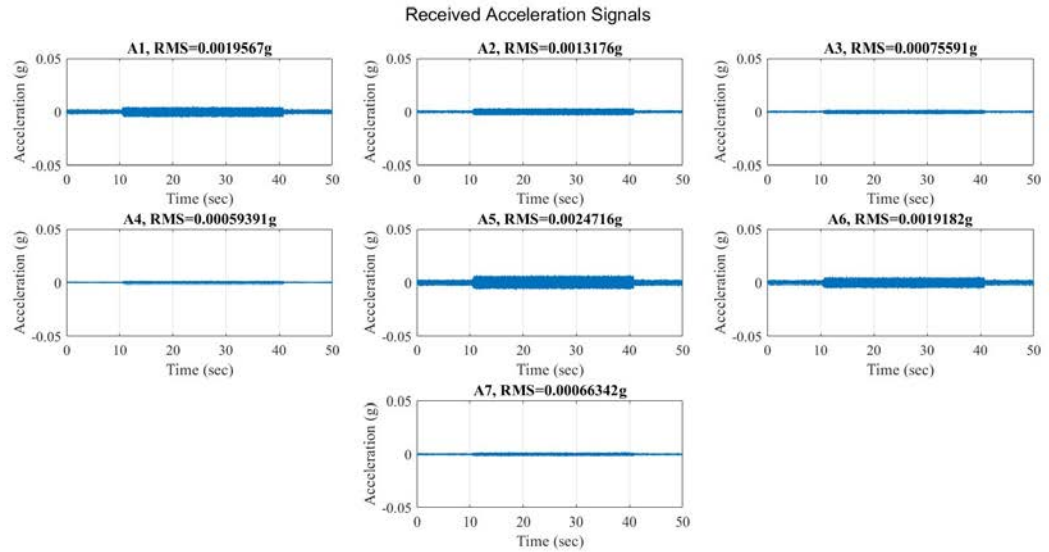 Received Acceleration Signals
A1, RMS=0.0019567g
0.05
0
-0.05
Acceleration (g)
0 10 20 30 40 50
Time (sec)
A2, RMS=0.0013176g
0.05
0
-0.05
Acceleration (g)
0 10 20 30 40 50
Time (sec)
A3, RMS=0.00075591g
0.05
0
-0.05
Acceleration (g)
0 10 20 30 40 50
Time (sec)
A4, RMS=0.00059391g
0.05
0
-0.05
Acceleration (g)
0 10 20 30 40 50
Time (sec)
A5, RMS=0.0024716g
0.05
0
-0.05
Acceleration (g)
0 10 20 30 40 50
Time (sec)
A6, RMS=0.0019182g
0.05
0
-0.05
Acceleration (g)
0 10 20 30 40 50
Time (sec)
A7, RMS=0.00066342g
0.05
0
-0.05
Acceleration (g)
0 10 20 30 40 50
Time (sec)